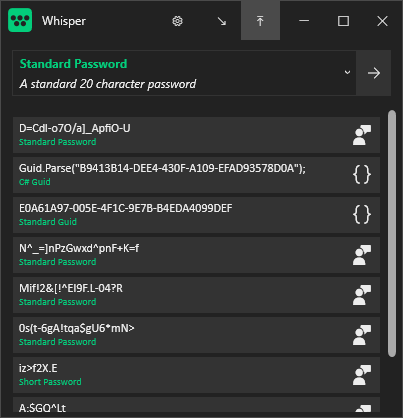 Whisper
Standard Password
A standard 20 character password
D=Cdl-o7O/a]_ApfiO-U
Standard Password
Guid.Parse("B9413B14-DEE4-430F-A109-EFAD93578D0A");
C# Guid
E0A61A97-005E-4F1C-9E7B-B4EDA4099DEF
Standard Guid
N^_=]nPzGwxd^pnF+K=f
Standard Password
Mif!2&[!^EI9F.L-04?R
Standard Password
0s(t-6gA!tqa$gU6*mN>
Standard Password
iz>f2X.E
Short Password
A:$GQ^Lt